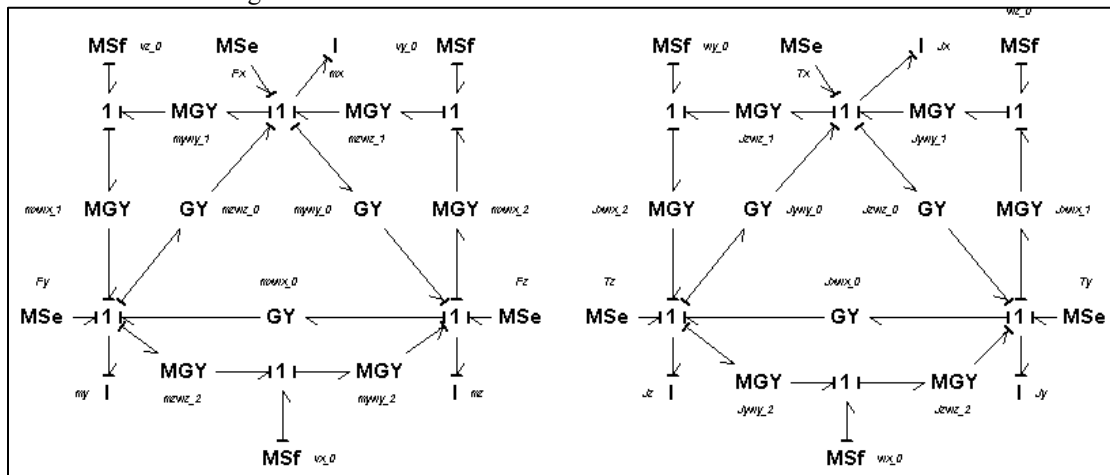 wz_0
MSf vz_0 MSe I vy_0 MSf wy_0 MSf MSe I Jx MSf
Fx mx Tx
1 MGY 1 MGY 1 1 MGY 1 MGY 1
mywy_1 mzwz_1 Jzwz_1 Jywy_1
mxwx_1 MGY GY mzwz_0 mywy_0 GY MGY mxwx_2 Jxwx_2 MGY GY Jywy_0 Jzwz_0 GY MGY Jxwx_1
Fy mxwx_0 Fz Tz Jxwx_0 Ty
MSe 1 GY 1 MSe MSe 1 GY 1 MSe
my I MGY 1 MGY I mz Jz I MGY 1 MGY I Jy
mzwz_2 mywy_2 Jywy_2 Jzwz_2
MSf vx_0 MSf wx_0